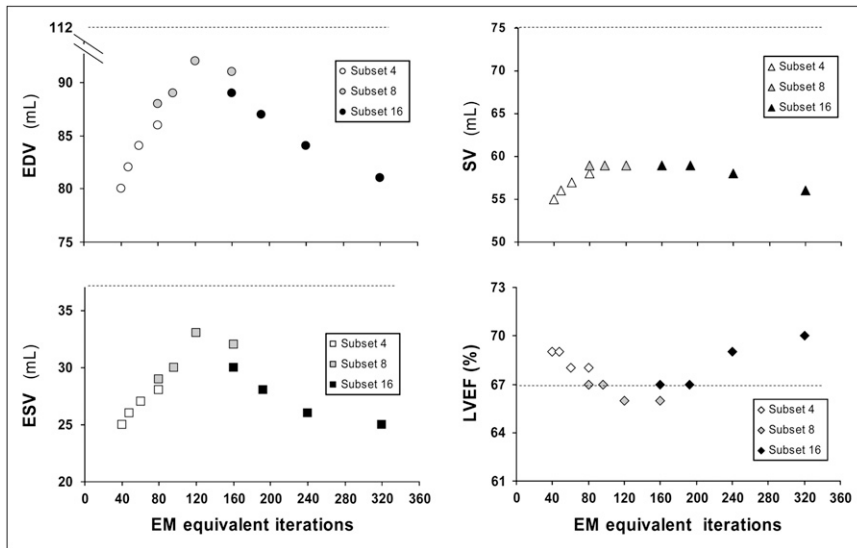 112
90
85
80
75
EDV (mL)
Subset 4
Subset 8
Subset 16
75
70
65
60
55
50
SV (mL)
Subset 4
Subset 8
Subset 16
35
30
25
20
ESV (mL)
Subset 4
Subset 8
Subset 16
0 40 80 120 160 200 240 280 320 360
EM equivalent iterations
73
70
67
64
61
LVEF (%)
Subset 4
Subset 8
Subset 16
0 40 80 120 160 200 240 280 320 360
EM equivalent iterations